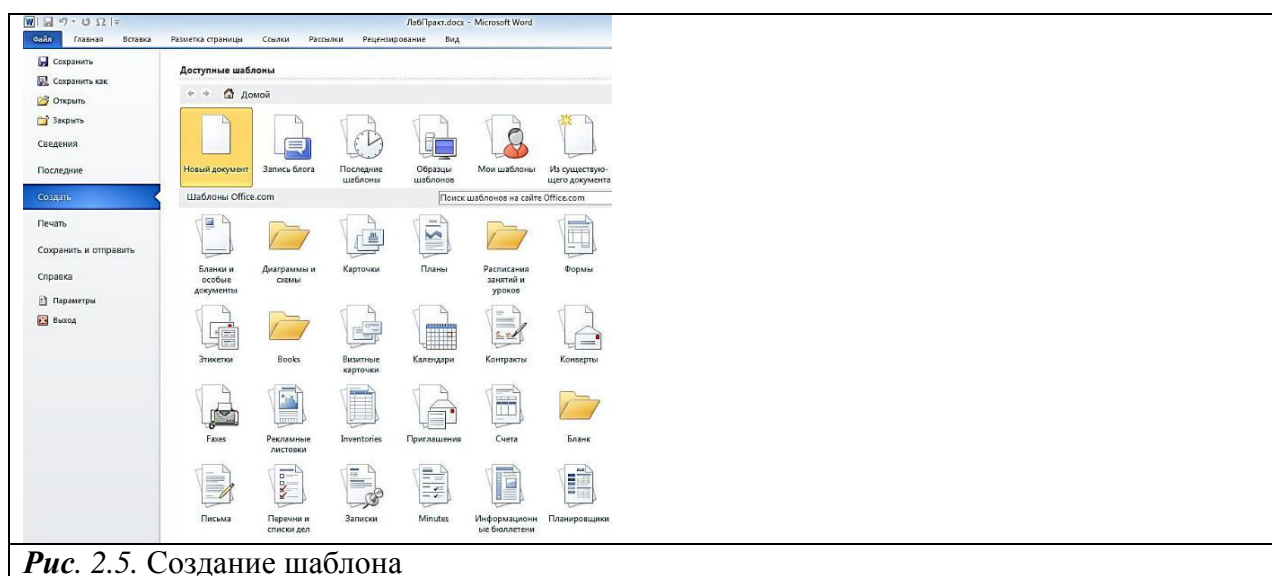 ЛабПракт.docx - Microsoft Word
Файл Главная Вставка Разметка страницы Ссылки Рассылки Рецензирование Вид
Сохранить
Сохранить как
Открыть
Закрыть
Сведения
Последние
Создать
Печать
Сохранить и отправить
Справка
Параметры
Выход
Доступные шаблоны
Домой
Новый документ
Запись блога
Последние
шаблоны
Образцы
шаблонов
Мои шаблоны
Из существую-
щего документа
Шаблоны Office.com
Поиск шаблонов на сайте Office.com
Бланки и
особые
документы
Диаграммы и
схемы
Карточки
Планы
Расписания
занятий и
уроков
Формы
Этикетки
Books
Визитные
карточки
Календари
Контракты
Конверты
Faxes
Рекламные
листовки
Inventories
Приглашения
Счета
Бланк
Письма
Перечни и
списки дел
Записки
Minutes
Информационн
ые бюллетени
Планировщики
Рис. 2.5. Создание шаблона